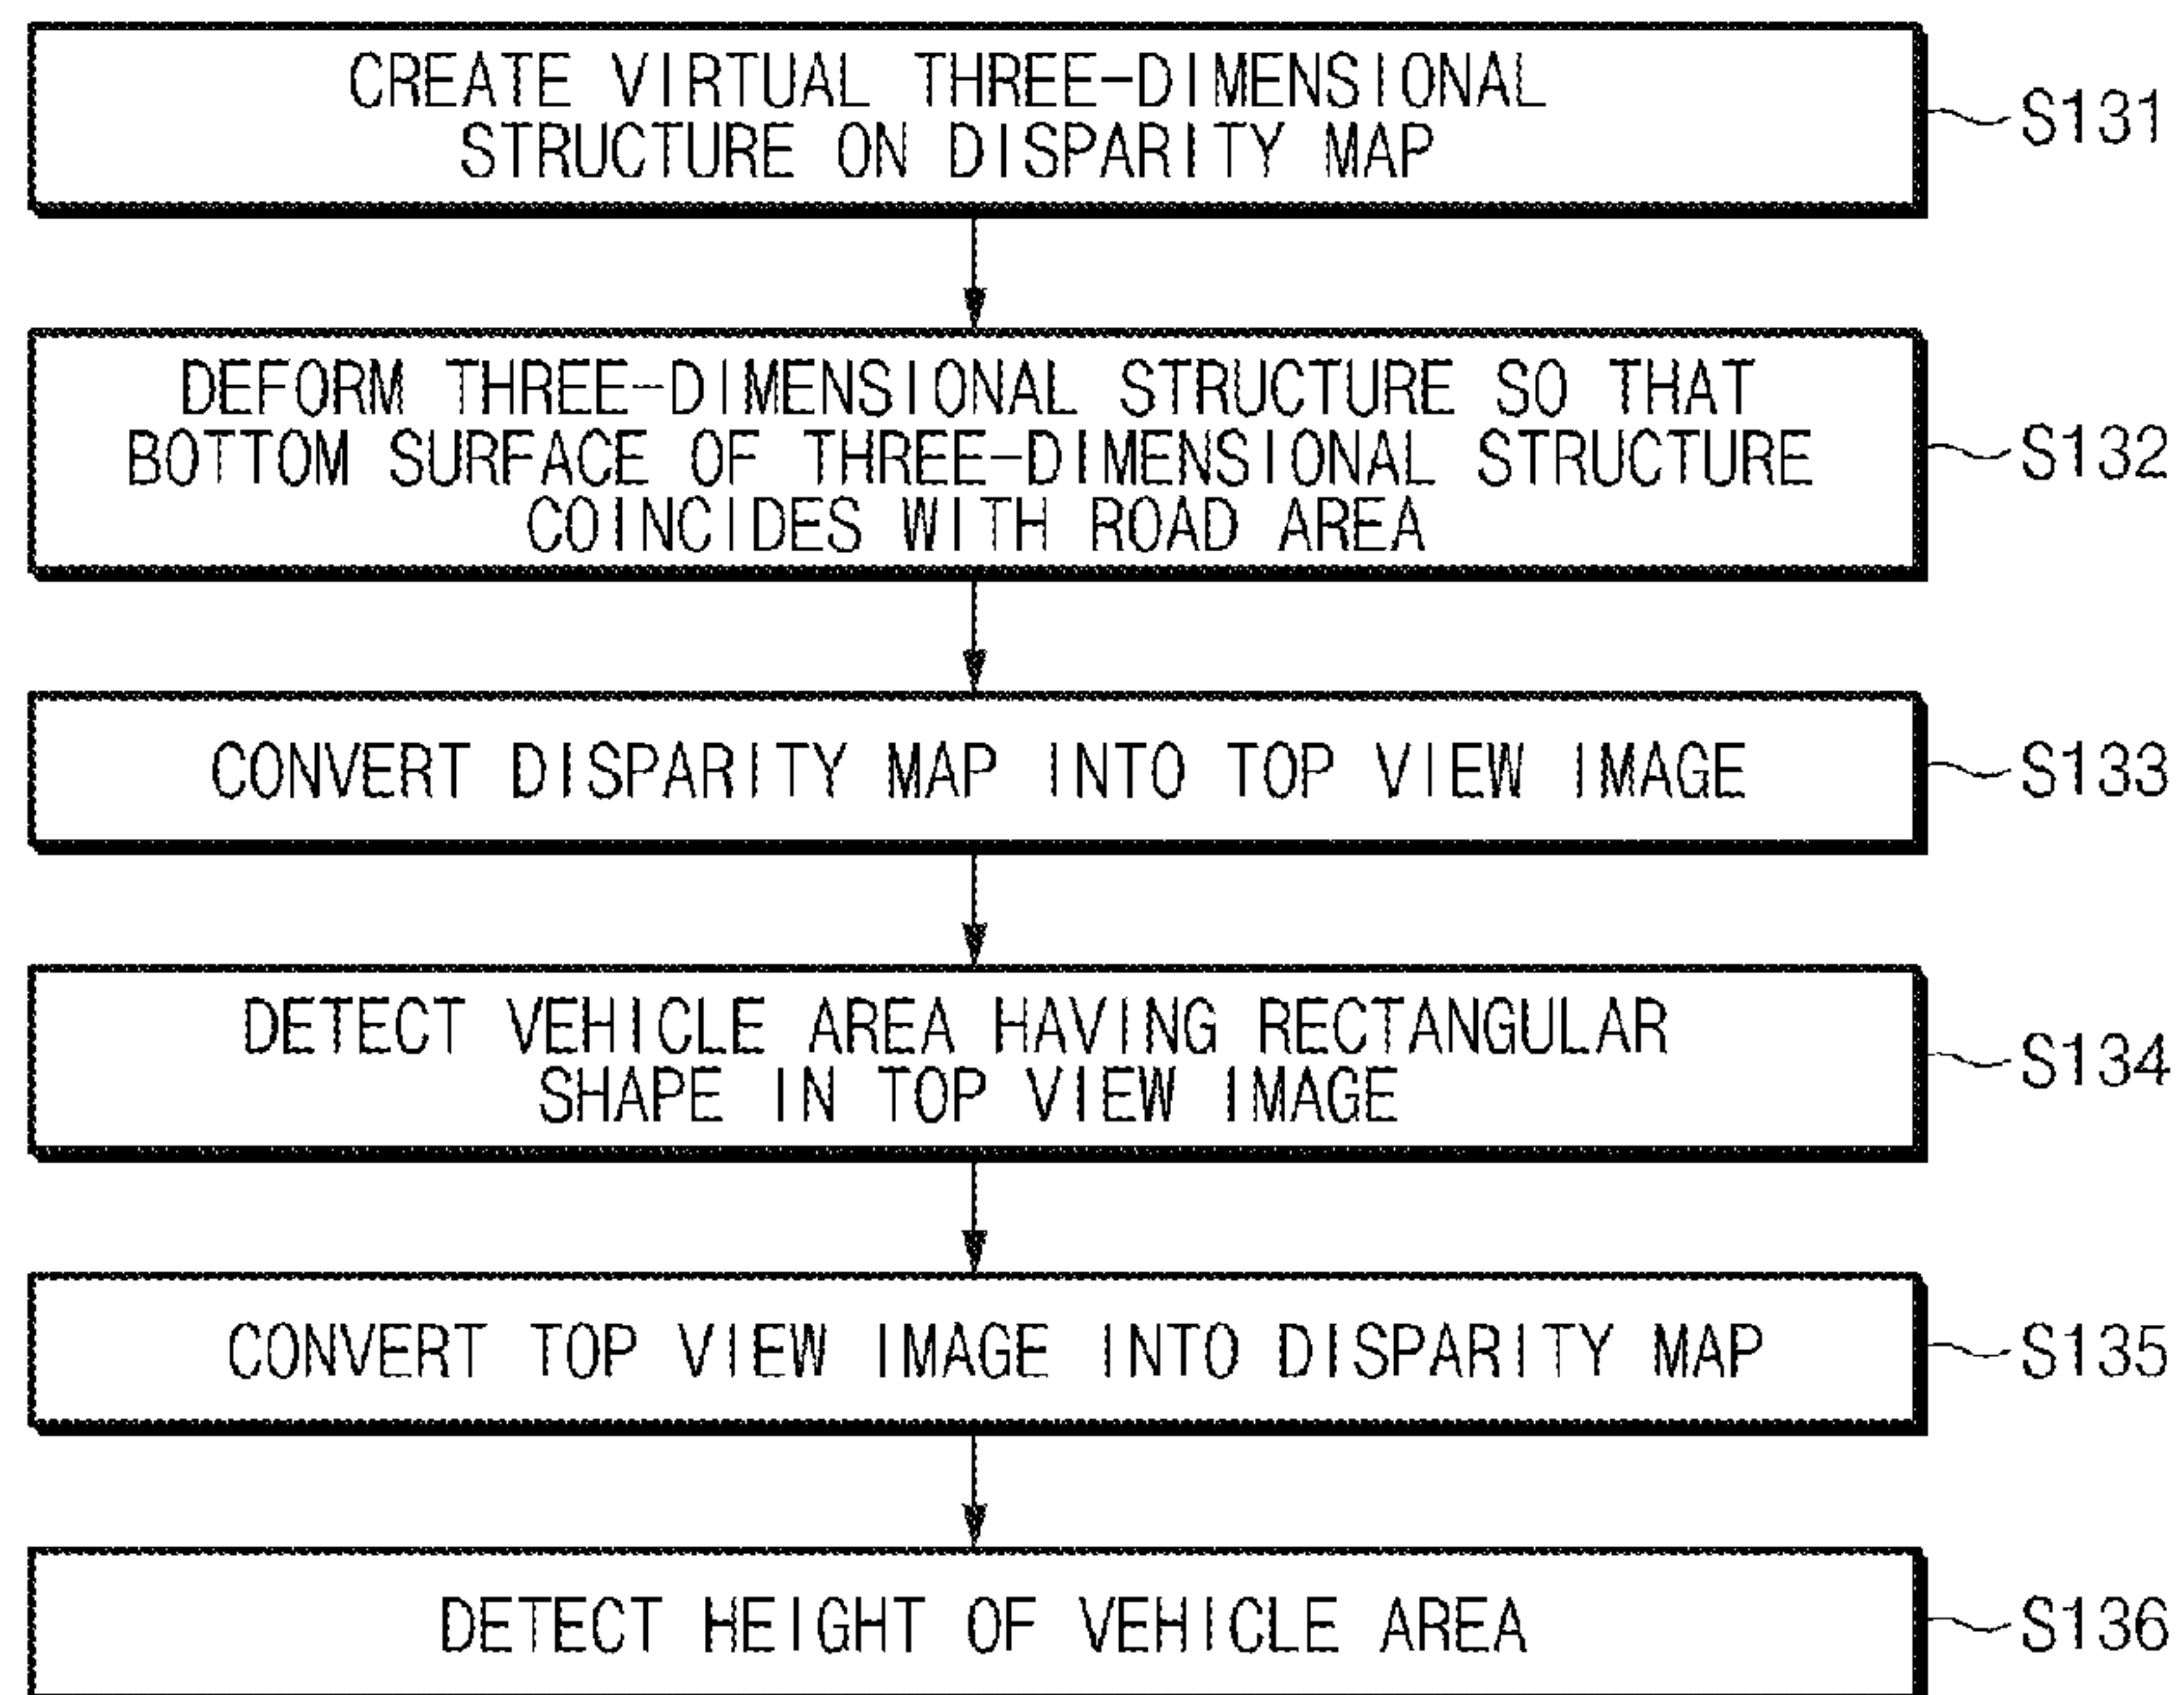 CREATE VIRTUAL THREE-DIMENSIONAL
STRUCTURE ON DISPARITY MAP
S131
DEFORM THREE-DIMENSIONAL STRUCTURE SO THAT
BOTTOM SURFACE OF THREE-DIMENSIONAL STRUCTURE
COINCIDES WITH ROAD AREA
S132
CONVERT DISPARITY MAP INTO TOP VIEW IMAGE
S133
DETECT VEHICLE AREA HAVING RECTANGULAR
SHAPE IN TOP VIEW IMAGE
S134
CONVERT TOP VIEW IMAGE INTO DISPARITY MAP
S135
DETECT HEIGHT OF VEHICLE AREA
S136